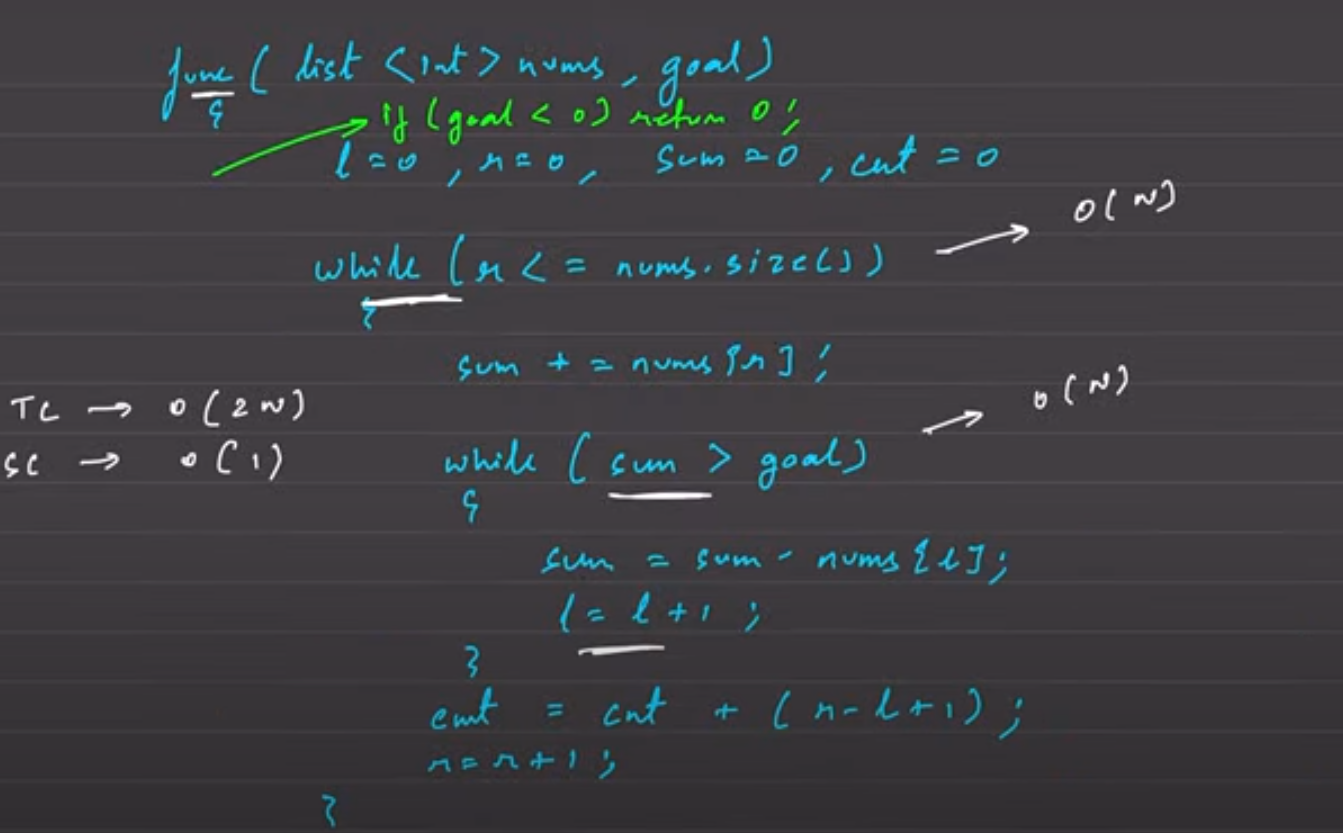 func ( list <int> nums, goal)
{
if (goal < 0) return 0;
l = 0, r = 0, sum = 0, cnt = 0
while (r <= nums.size()) → O(N)
{
sum += nums[r];
TC → O(2N)
while (sum > goal) → O(N)
SC → O(1)
{
sum = sum - nums[l];
l = l+1;
}
cnt = cnt + (r-l+1);
r = r+1;
}